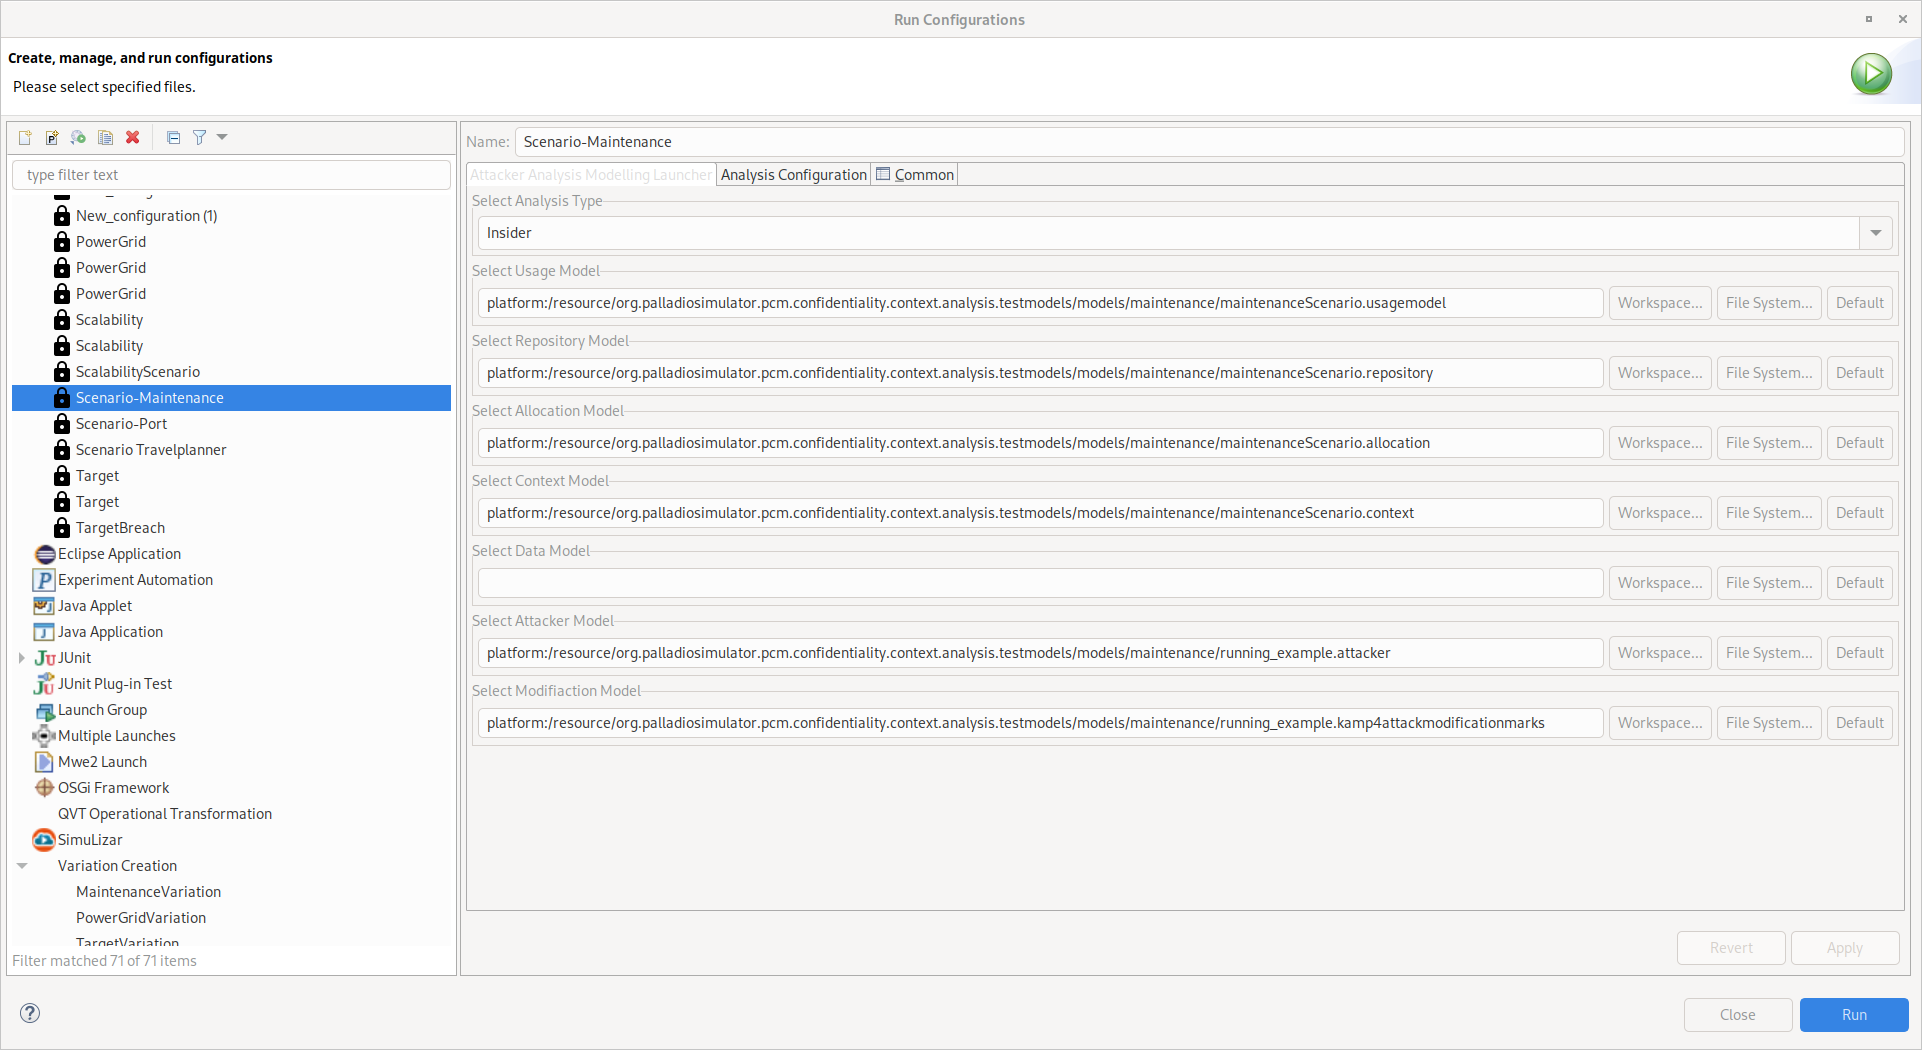 Run Configurations
Create, manage, and run configurations
Please select specified files.
type filter text
New_configuration (1)
PowerGrid
PowerGrid
PowerGrid
Scalability
Scalability
ScalabilityScenario
Scenario-Maintenance
Scenario-Port
Scenario Travelplanner
Target
Target
TargetBreach
Eclipse Application
Experiment Automation
Java Applet
Java Application
JUnit
JUnit Plug-in Test
Launch Group
Multiple Launches
Mwe2 Launch
OSGi Framework
QVT Operational Transformation
SimuLizar
Variation Creation
MaintenanceVariation
PowerGridVariation
TargetVariation
Filter matched 71 of 71 items
Name: Scenario-Maintenance
Attacker Analysis Modelling Launcher Analysis Configuration Common
Select Analysis Type
Insider
Select Usage Model
platform:/resource/org.palladiosimulator.pcm.confidentiality.context.analysis.testmodels/models/maintenance/maintenanceScenario.usagemodel Workspace... File System... Default
Select Repository Model
platform:/resource/org.palladiosimulator.pcm.confidentiality.context.analysis.testmodels/models/maintenance/maintenanceScenario.repository Workspace... File System... Default
Select Allocation Model
platform:/resource/org.palladiosimulator.pcm.confidentiality.context.analysis.testmodels/models/maintenance/maintenanceScenario.allocation Workspace... File System... Default
Select Context Model
platform:/resource/org.palladiosimulator.pcm.confidentiality.context.analysis.testmodels/models/maintenance/maintenanceScenario.context Workspace... File System... Default
Select Data Model
Workspace... File System... Default
Select Attacker Model
platform:/resource/org.palladiosimulator.pcm.confidentiality.context.analysis.testmodels/models/maintenance/running_example.attacker Workspace... File System... Default
Select Modifiaction Model
platform:/resource/org.palladiosimulator.pcm.confidentiality.context.analysis.testmodels/models/maintenance/running_example.kamp4attackmodificationmarks Workspace... File System... Default
Revert Apply
Close Run